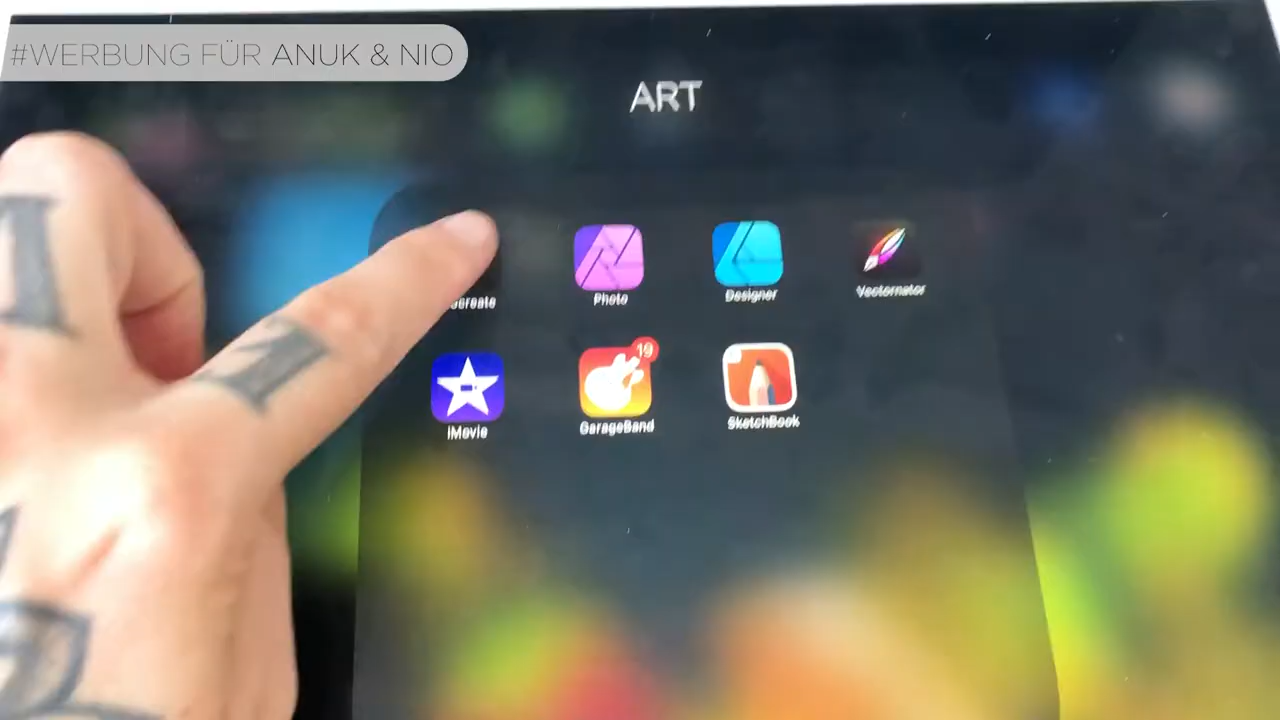 #WERBUNG FÜR ANUK & NIO
ART
Photo
Designer
Vectornator
iMovie
19
GarageBand
SketchBook